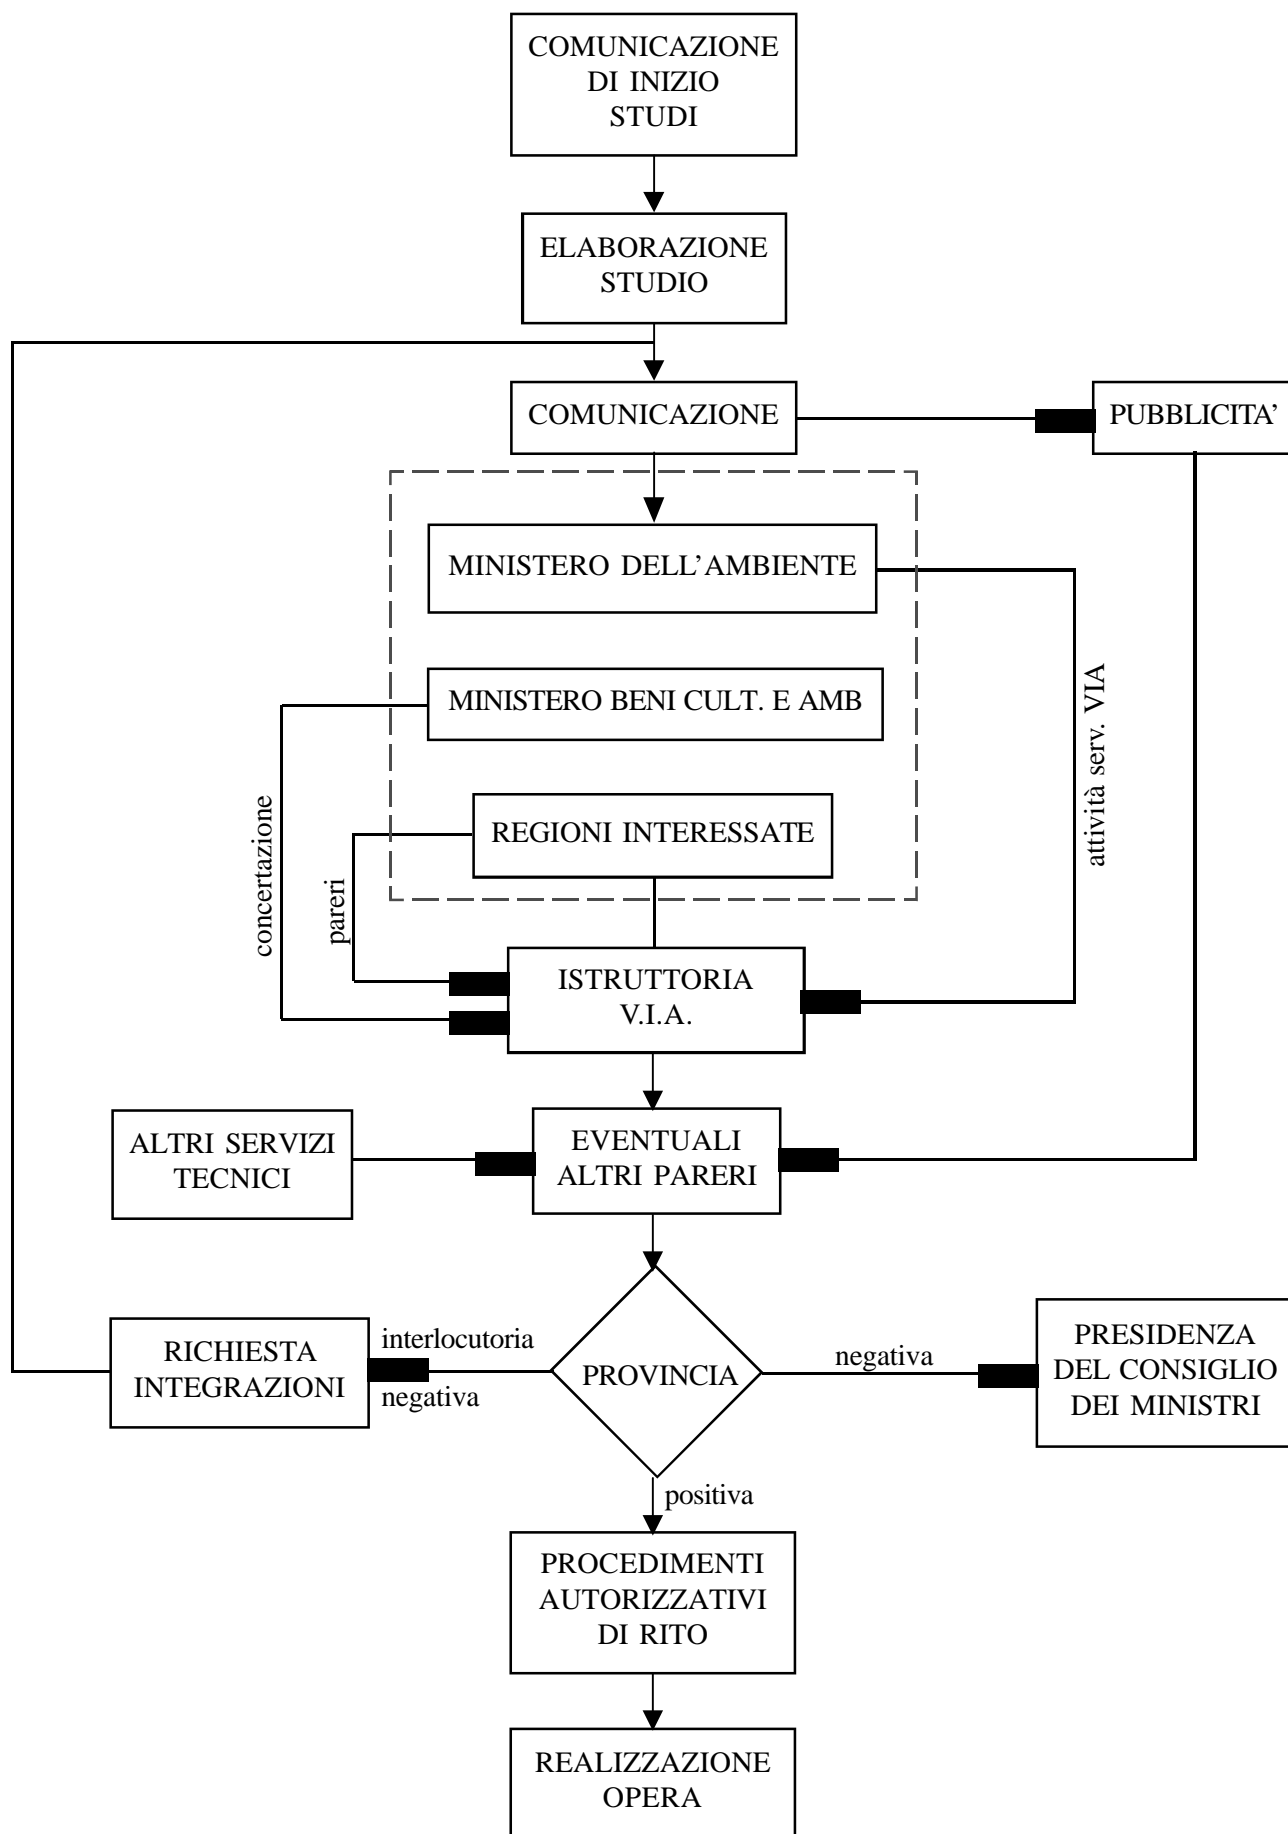 COMUNICAZIONE
DI INIZIO
STUDI
ELABORAZIONE
STUDIO
COMUNICAZIONE
PUBBLICITA’
MINISTERO DELL’AMBIENTE
MINISTERO BENI CULT. E AMB
REGIONI INTERESSATE
concertazione
pareri
attività serv. VIA
ISTRUTTORIA
V.I.A.
ALTRI SERVIZI
TECNICI
EVENTUALI
ALTRI PARERI
RICHIESTA
INTEGRAZIONI
interlocutoria
negativa
PROVINCIA
negativa
PRESIDENZA
DEL CONSIGLIO
DEI MINISTRI
positiva
PROCEDIMENTI
AUTORIZZATIVI
DI RITO
REALIZZAZIONE
OPERA